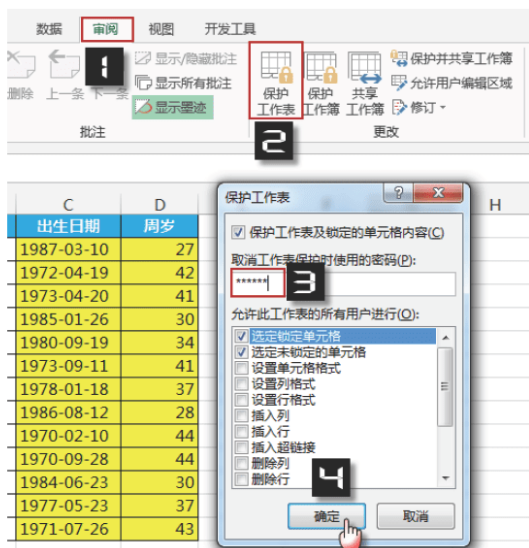 数据 审阅 视图 开发工具
1
删除 上一条 下一条
显示/隐藏批注
显示所有批注
显示墨迹
批注
保护工作表
保护工作簿
共享工作簿
保护并共享工作簿
允许用户编辑区域
修订
更改
2
C D H
出生日期 周岁
1987-03-10 27
1972-04-19 42
1973-04-20 41
1985-01-26 30
1980-09-19 34
1973-09-11 41
1978-01-18 37
1986-08-12 28
1970-02-10 44
1970-09-28 44
1984-06-23 30
1977-05-23 37
1971-07-26 43
保护工作表
保护工作表及锁定的单元格内容(C)
取消工作表保护时使用的密码(P):
******
3
允许此工作表的所有用户进行(O):
选定锁定单元格
选定未锁定的单元格
设置单元格格式
设置列格式
设置行格式
插入列
插入行
插入超链接
删除列
删除行
4
确定 取消